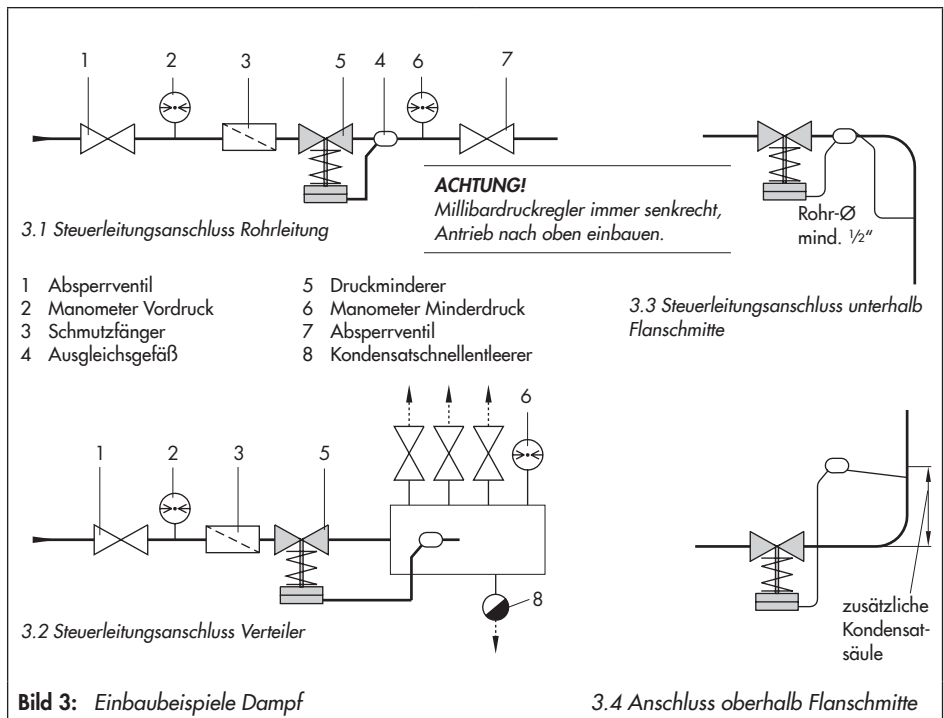 1 2 3 5 4 6 7
ACHTUNG!
Millibardruckregler immer senkrecht,
Antrieb nach oben einbauen.
3.1 Steuerleitungsanschluss Rohrleitung
Rohr-Ø
mind. ½“
3.3 Steuerleitungsanschluss unterhalb
Flanschmitte
1 Absperrventil
2 Manometer Vordruck
3 Schmutzfänger
4 Ausgleichsgefäß
5 Druckminderer
6 Manometer Minderdruck
7 Absperrventil
8 Kondensatschnellentleerer
1 2 3 5 6
8
3.2 Steuerleitungsanschluss Verteiler
zusätzliche
Kondensat-
säule
Bild 3: Einbaubeispiele Dampf
3.4 Anschluss oberhalb Flanschmitte